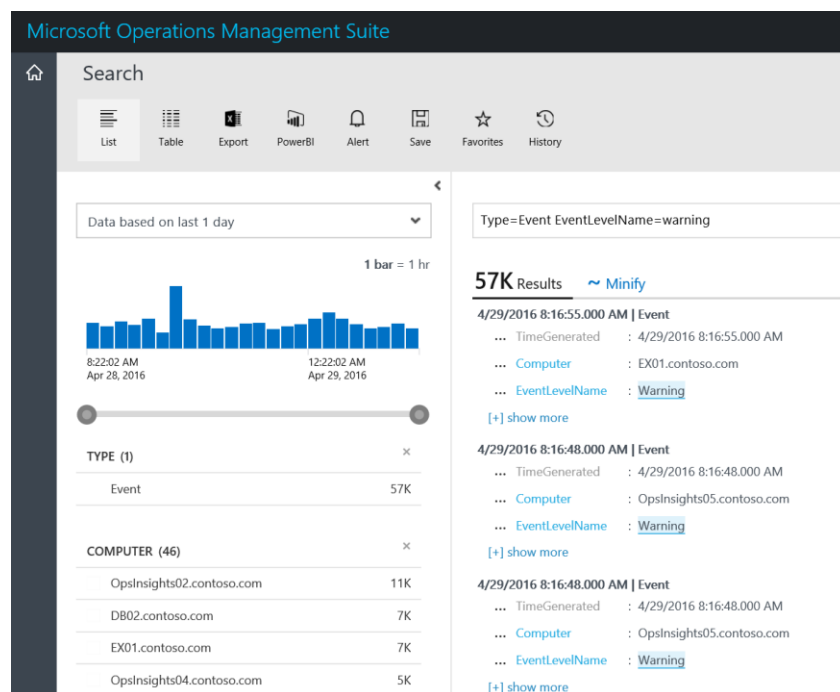 Microsoft Operations Management Suite
Search
List Table Export PowerBI Alert Save Favorites History
Data based on last 1 day
1 bar = 1 hr
8:22:02 AM 12:22:02 AM
Apr 28, 2016 Apr 29, 2016
TYPE (1)
Event 57K
COMPUTER (46)
OpsInsights02.contoso.com 11K
DB02.contoso.com 7K
EX01.contoso.com 7K
OpsInsights04.contoso.com 5K
Type=Event EventLevelName=warning
57K Results ~ Minify
4/29/2016 8:16:55.000 AM | Event
... TimeGenerated : 4/29/2016 8:16:55.000 AM
... Computer : EX01.contoso.com
... EventLevelName : Warning
[+] show more
4/29/2016 8:16:48.000 AM | Event
... TimeGenerated : 4/29/2016 8:16:48.000 AM
... Computer : OpsInsights05.contoso.com
... EventLevelName : Warning
[+] show more
4/29/2016 8:16:48.000 AM | Event
... TimeGenerated : 4/29/2016 8:16:48.000 AM
... Computer : OpsInsights05.contoso.com
... EventLevelName : Warning
[+] show more